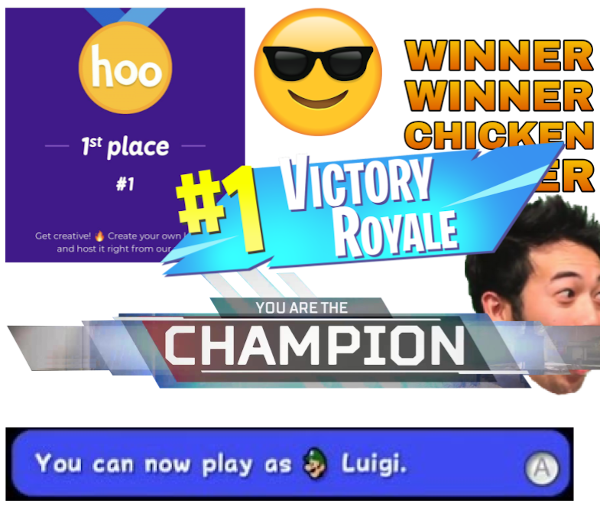 hoo
1st place
#1
Get creative! 🔥 Create your own
and host it right from our
WINNER
WINNER
CHICKEN
ER
#1 VICTORY
ROYALE
YOU ARE THE
CHAMPION
You can now play as Luigi.
A